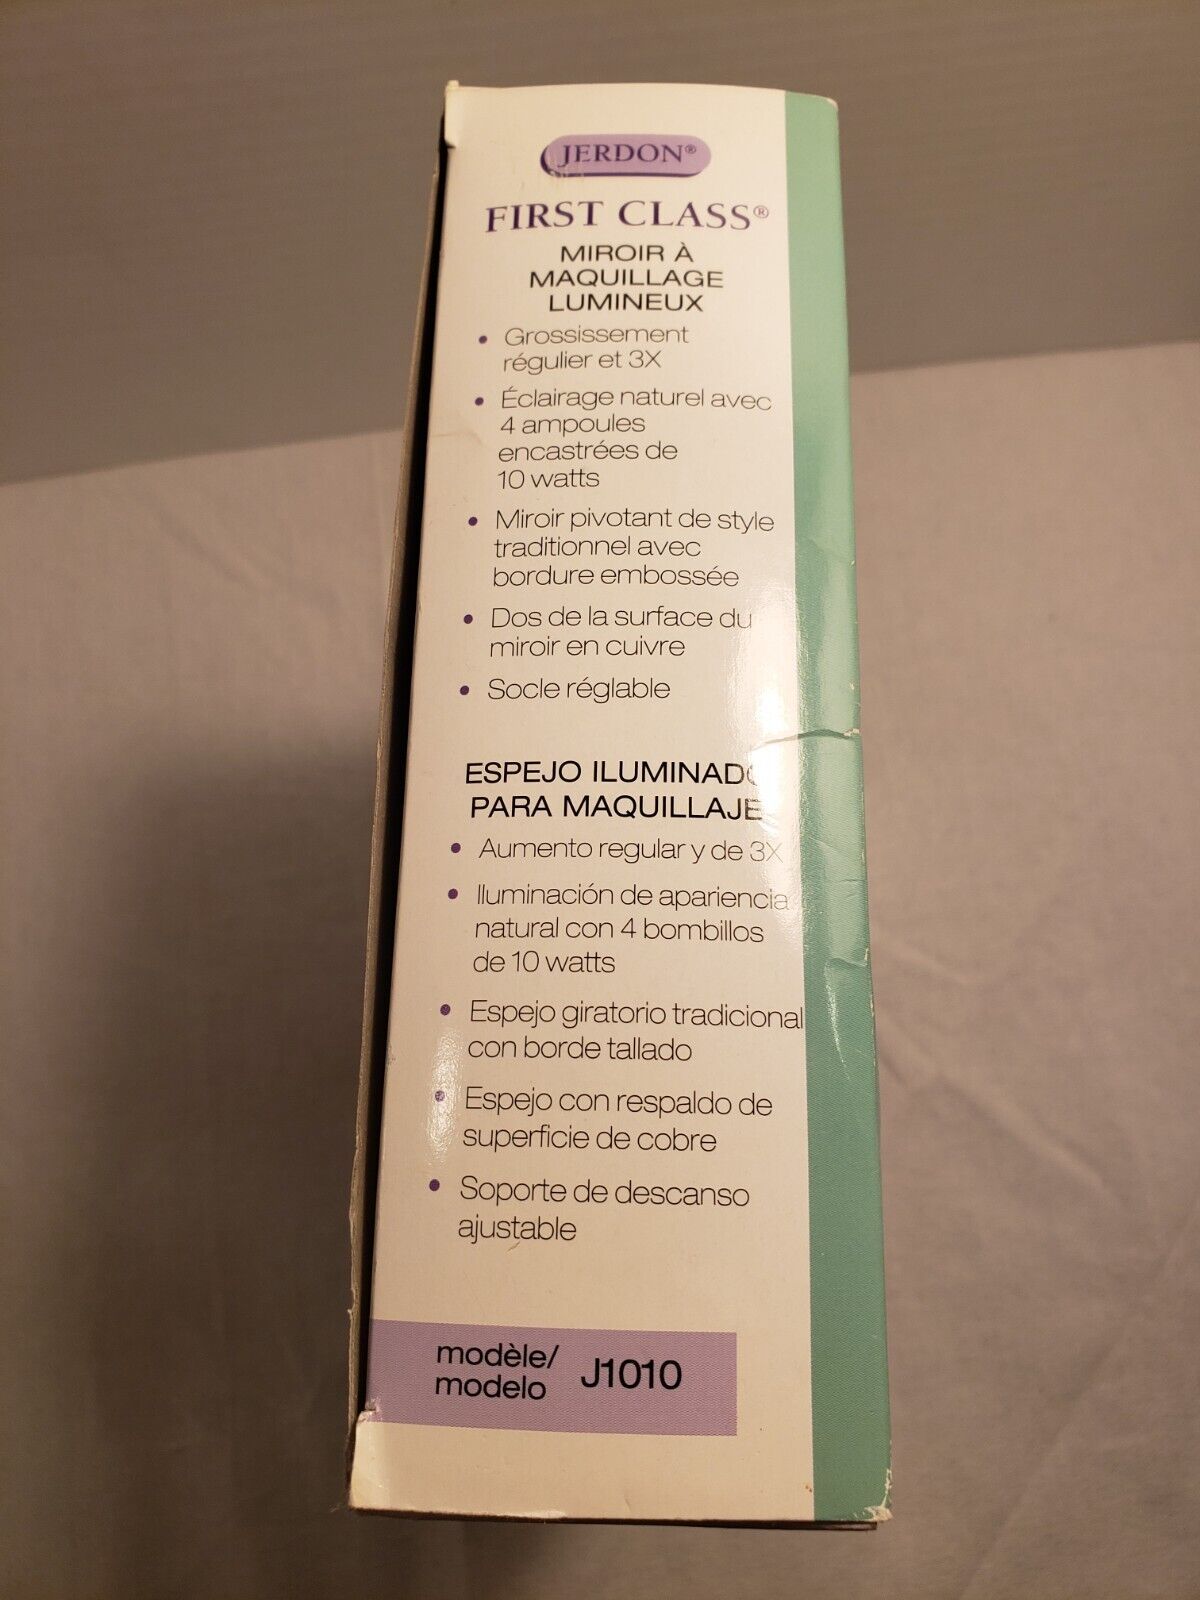 JERDON®
FIRST CLASS®
MIROIR À
MAQUILLAGE
LUMINEUX
• Grossissement
régulier et 3X
• Éclairage naturel avec
4 ampoules
encastrées de
10 watts
• Miroir pivotant de style
traditionnel avec
bordure embossée
• Dos de la surface du
miroir en cuivre
• Socle réglable
ESPEJO ILUMINADO
PARA MAQUILLAJE
• Aumento regular y de 3X
• Iluminación de apariencia
natural con 4 bombillos
de 10 watts
• Espejo giratorio tradicional
con borde tallado
• Espejo con respaldo de
superficie de cobre
• Soporte de descanso
ajustable
modèle/
modelo J1010